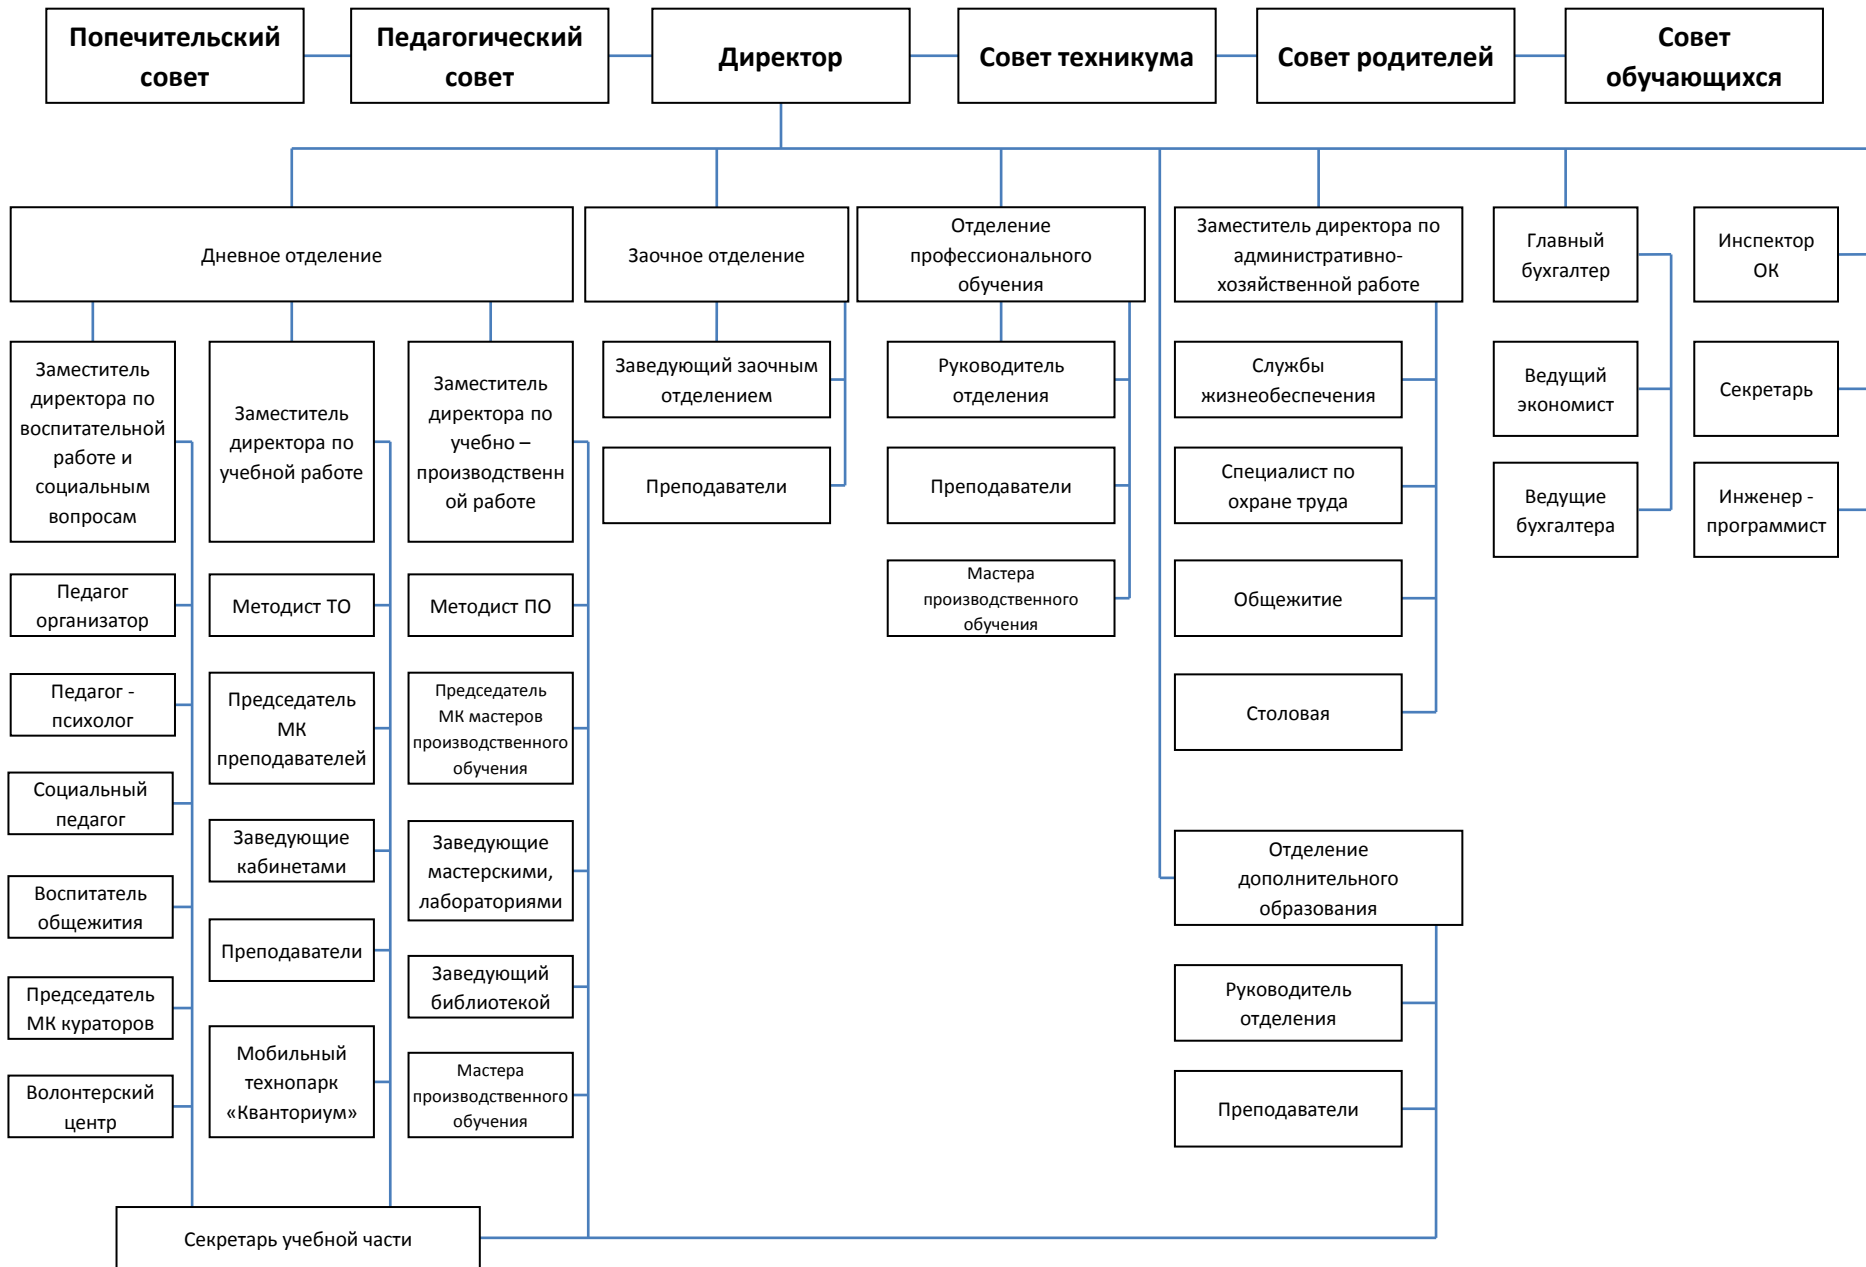 Попечительский
совет
Педагогический
совет
Директор
Совет техникума
Совет родителей
Совет
обучающихся
Дневное отделение
Заочное отделение
Отделение
профессионального
обучения
Заместитель директора по
административно-
хозяйственной работе
Главный
бухгалтер
Инспектор
ОК
Заместитель
директора по
воспитательной
работе и
социальным
вопросам
Заместитель
директора по
учебной работе
Заместитель
директора по
учебно –
производственн
ой работе
Заведующий заочным
отделением
Руководитель
отделения
Службы
жизнеобеспечения
Ведущий
экономист
Секретарь
Преподаватели
Преподаватели
Специалист по
охране труда
Ведущие
бухгалтера
Инженер -
программист
Педагог
организатор
Методист ТО
Методист ПО
Мастера
производственного
обучения
Общежитие
Педагог -
психолог
Председатель
МК
преподавателей
Председатель
МК мастеров
производственного
обучения
Столовая
Социальный
педагог
Заведующие
кабинетами
Заведующие
мастерскими,
лабораториями
Отделение
дополнительного
образования
Воспитатель
общежития
Преподаватели
Заведующий
библиотекой
Руководитель
отделения
Председатель
МК кураторов
Мобильный
технопарк
«Кванториум»
Мастера
производственного
обучения
Преподаватели
Волонтерский
центр
Секретарь учебной части